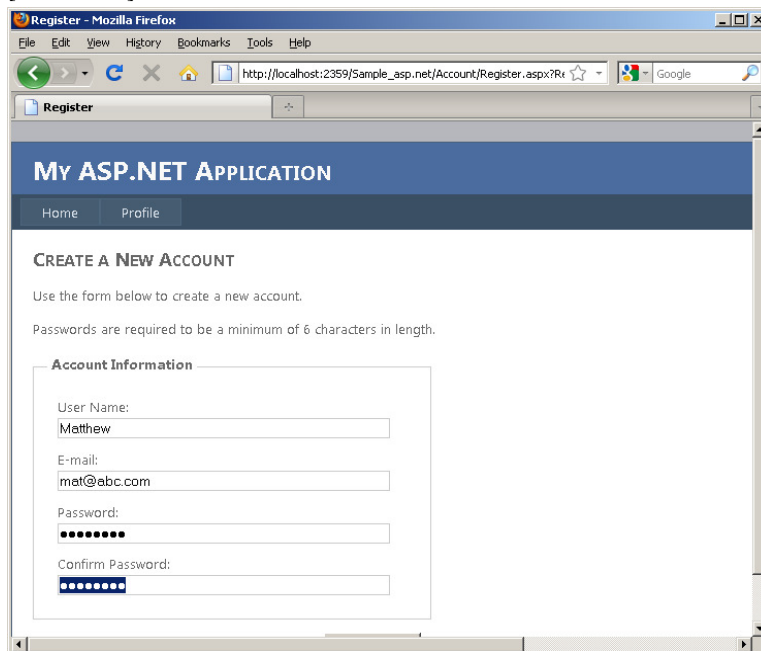 Register - Mozilla Firefox
File Edit View History Bookmarks Tools Help
http://localhost:2359/Sample_asp.net/Account/Register.aspx?Re
Google
Register
MY ASP.NET APPLICATION
Home Profile
CREATE A NEW ACCOUNT
Use the form below to create a new account.
Passwords are required to be a minimum of 6 characters in length.
Account Information
User Name:
Matthew
E-mail:
mat@abc.com
Password:
●●●●●●●●
Confirm Password:
●●●●●●●●